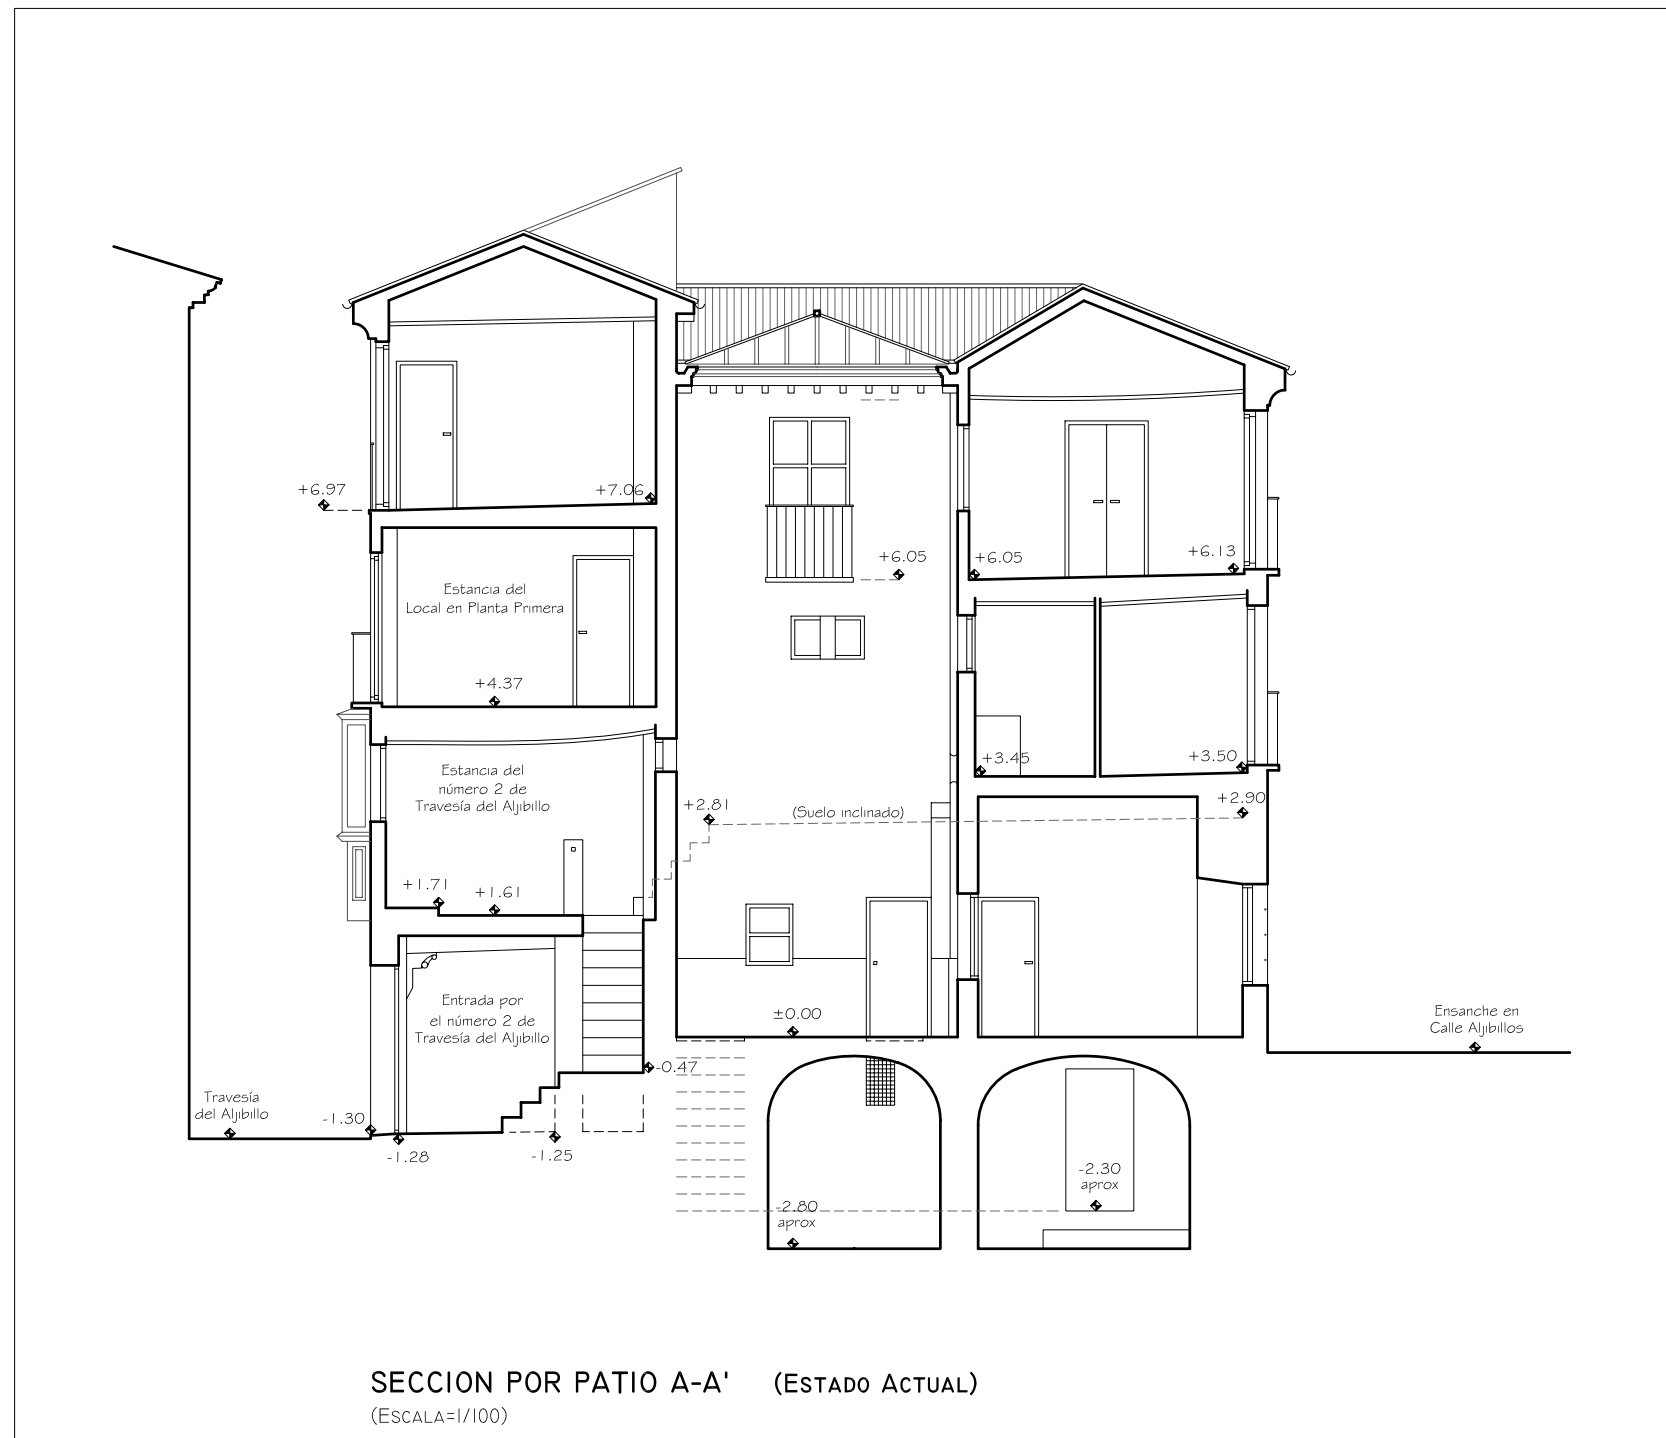 +6.97
+7.06
+6.05
+6.05
+6.13
Estancia del
Local en Planta Primera
+4.37
+3.45
+3.50
Estancia del
número 2 de
Travesía del Aljibillo
+2.81
(Suelo inclinado)
+2.90
+1.71
+1.61
Entrada por
el número 2 de
Travesía del Aljibillo
±0.00
Ensanche en
Calle Aljibillos
-0.47
Travesía
del Aljibillo
-1.30
-1.28
-1.25
-2.30
aprox
-2.80
aprox
SECCION POR PATIO A-A' (ESTADO ACTUAL)
(ESCALA=1/100)